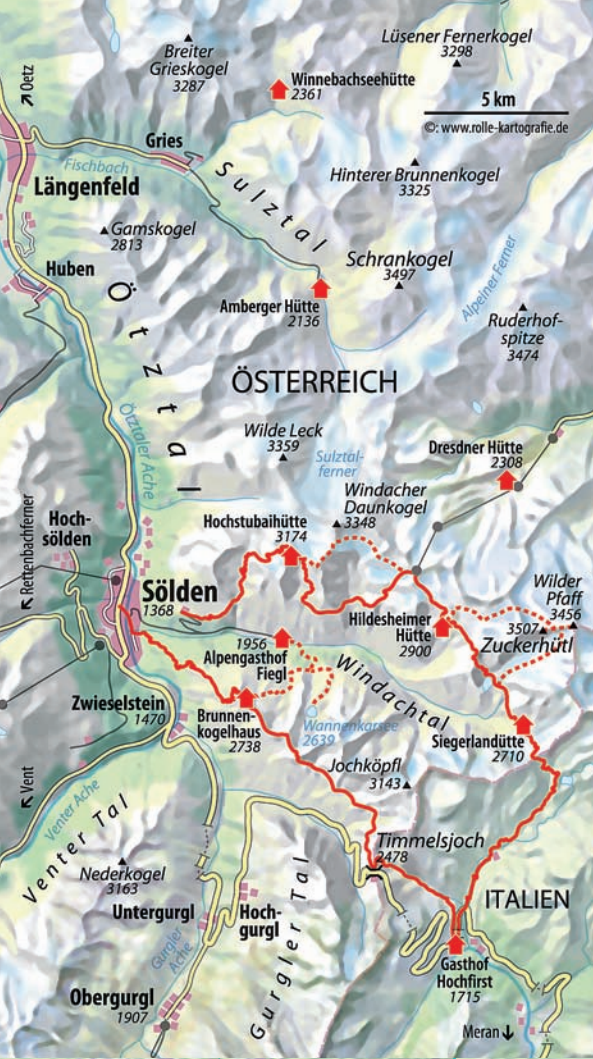 Lüsener Fernerkogel
3298
Breiter
Grieskogel
3287
Winnebachseehütte
2361
Oetz
5 km
©: www.rolle-kartografie.de
Gries
Fischbach
Sulztal
Hinterer Brunnenkogel
3325
Längenfeld
Gamskogel
2813
Schrankogel
3497
Alpeiner Ferner
Huben
Amberger Hütte
2136
Ruderhof-
spitze
3474
Ötztal
ÖSTERREICH
Ötztaler Ache
Wilde Leck
3359
Sulztal-
ferner
Dresdner Hütte
2308
Windacher
Daunkogel
3348
Rettenbachferner
Hoch-
sölden
Hochstubaihütte
3174
Sölden
1368
Wilder
Pfaff
3456
Hildesheimer
Hütte
2900
3507
Zuckerhütl
1956
Alpengasthof
Fiegl
Windachtal
Zwieselstein
1470
Brunnen-
kogelhaus
2738
Wannenkarsee
2639
Siegerlandütte
2710
Jochköpfl
3143
Vent
Venter Ache
Venter Tal
Timmelsjoch
2478
Nederkogel
3163
Untergurgl
Hoch-
gurgl
Gurgler Tal
ITALIEN
Gurgler
Ache
Gasthof
Hochfirst
1715
Obergurgl
1907
Meran